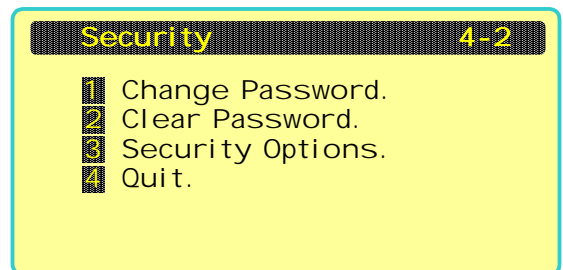 Security 4-2
1 Change Password.
2 Clear Password.
3 Security Options.
4 Quit.